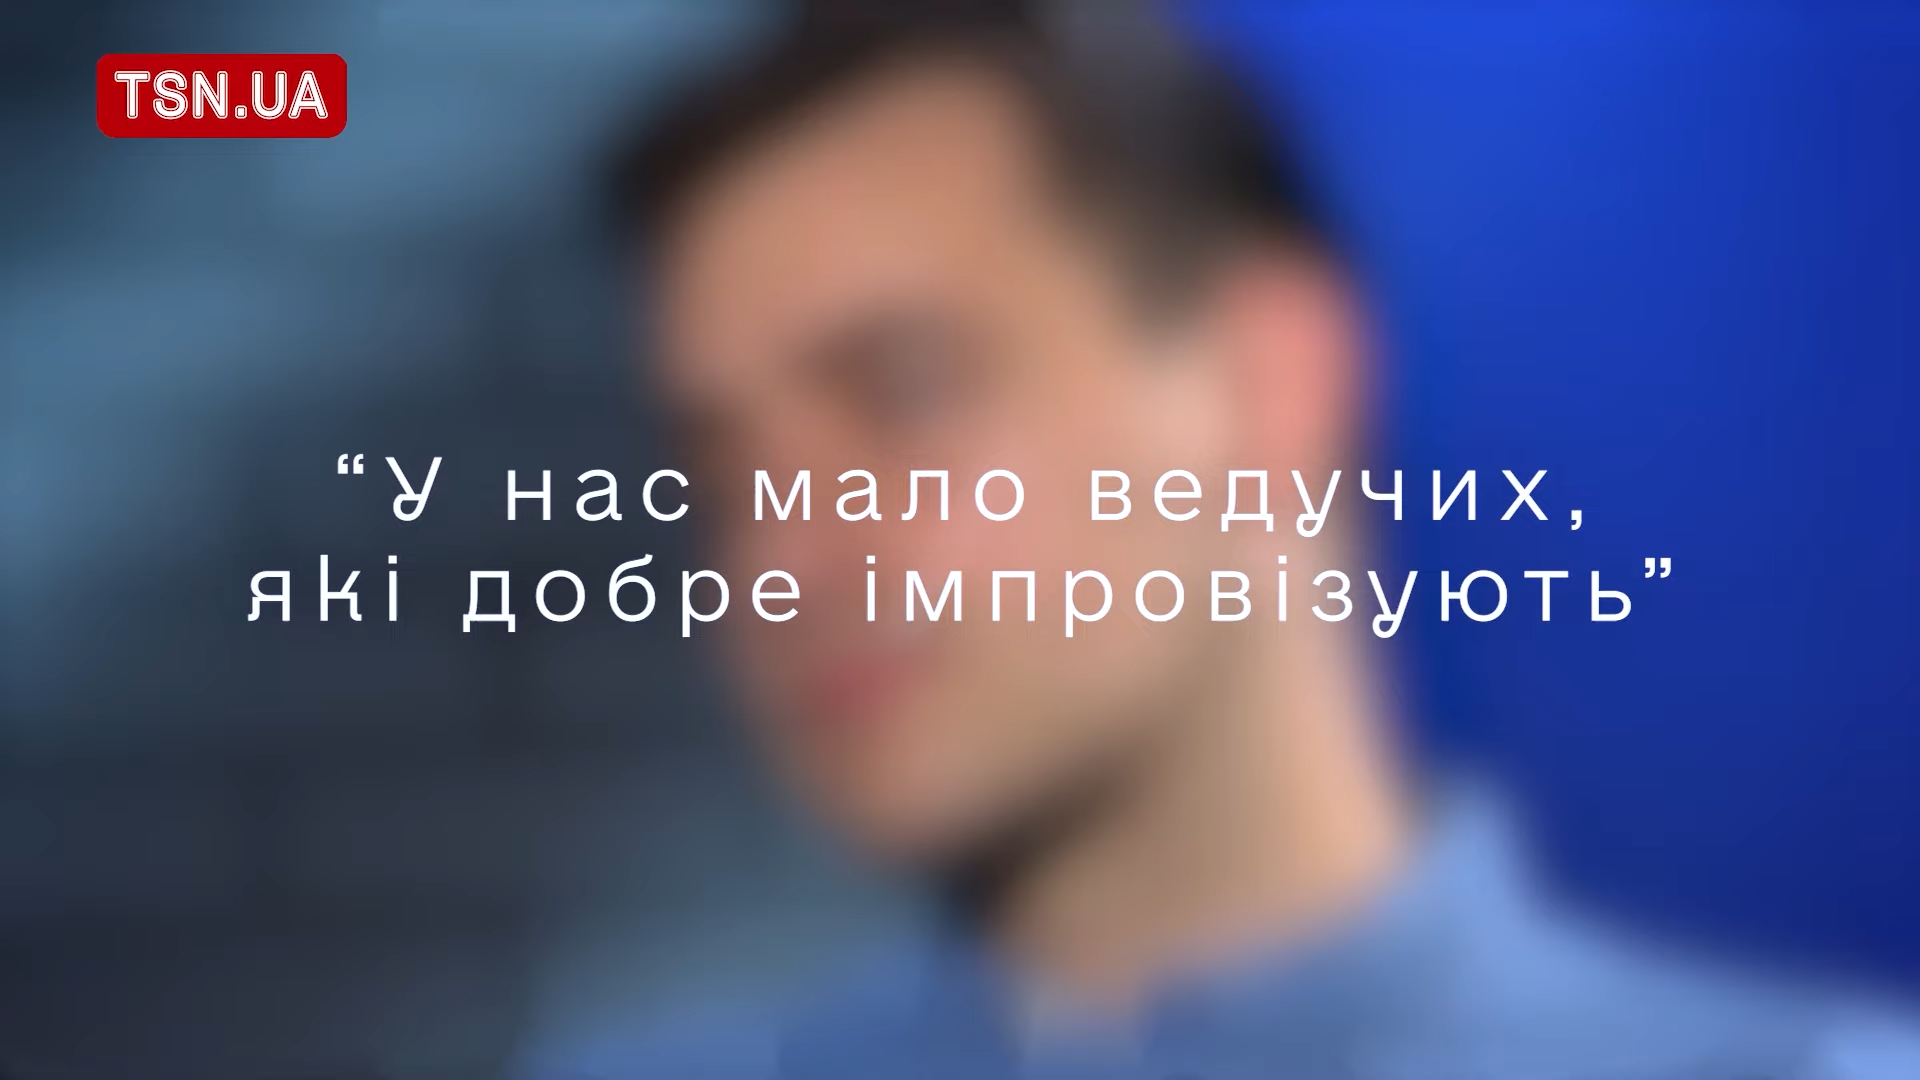 TSN.UA
“У нас мало ведучих,
які добре імпровізують”